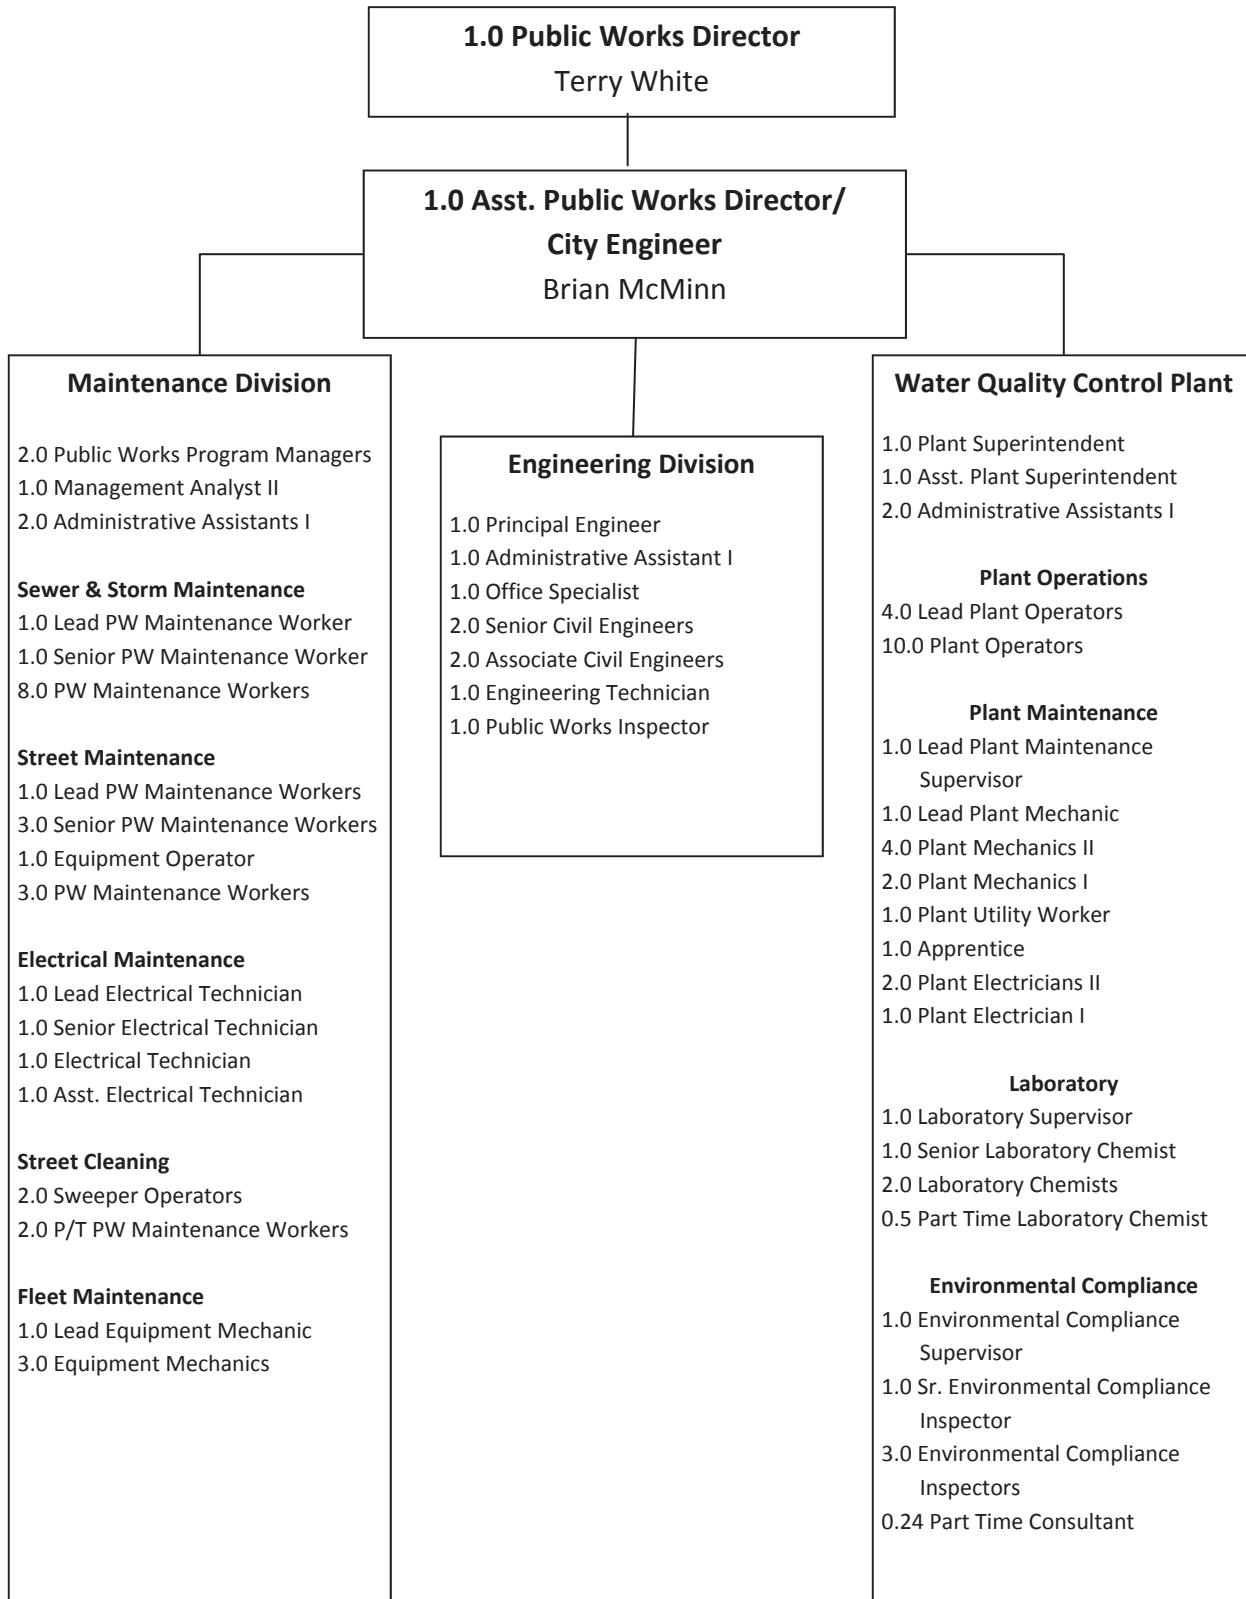 1.0 Public Works Director
Terry White
1.0 Asst. Public Works Director/
City Engineer
Brian McMinn
Maintenance Division
2.0 Public Works Program Managers
1.0 Management Analyst II
2.0 Administrative Assistants I
Sewer & Storm Maintenance
1.0 Lead PW Maintenance Worker
1.0 Senior PW Maintenance Worker
8.0 PW Maintenance Workers
Street Maintenance
1.0 Lead PW Maintenance Workers
3.0 Senior PW Maintenance Workers
1.0 Equipment Operator
3.0 PW Maintenance Workers
Electrical Maintenance
1.0 Lead Electrical Technician
1.0 Senior Electrical Technician
1.0 Electrical Technician
1.0 Asst. Electrical Technician
Street Cleaning
2.0 Sweeper Operators
2.0 P/T PW Maintenance Workers
Fleet Maintenance
1.0 Lead Equipment Mechanic
3.0 Equipment Mechanics
Engineering Division
1.0 Principal Engineer
1.0 Administrative Assistant I
1.0 Office Specialist
2.0 Senior Civil Engineers
2.0 Associate Civil Engineers
1.0 Engineering Technician
1.0 Public Works Inspector
Water Quality Control Plant
1.0 Plant Superintendent
1.0 Asst. Plant Superintendent
2.0 Administrative Assistants I
Plant Operations
4.0 Lead Plant Operators
10.0 Plant Operators
Plant Maintenance
1.0 Lead Plant Maintenance
Supervisor
1.0 Lead Plant Mechanic
4.0 Plant Mechanics II
2.0 Plant Mechanics I
1.0 Plant Utility Worker
1.0 Apprentice
2.0 Plant Electricians II
1.0 Plant Electrician I
Laboratory
1.0 Laboratory Supervisor
1.0 Senior Laboratory Chemist
2.0 Laboratory Chemists
0.5 Part Time Laboratory Chemist
Environmental Compliance
1.0 Environmental Compliance
Supervisor
1.0 Sr. Environmental Compliance
Inspector
3.0 Environmental Compliance
Inspectors
0.24 Part Time Consultant